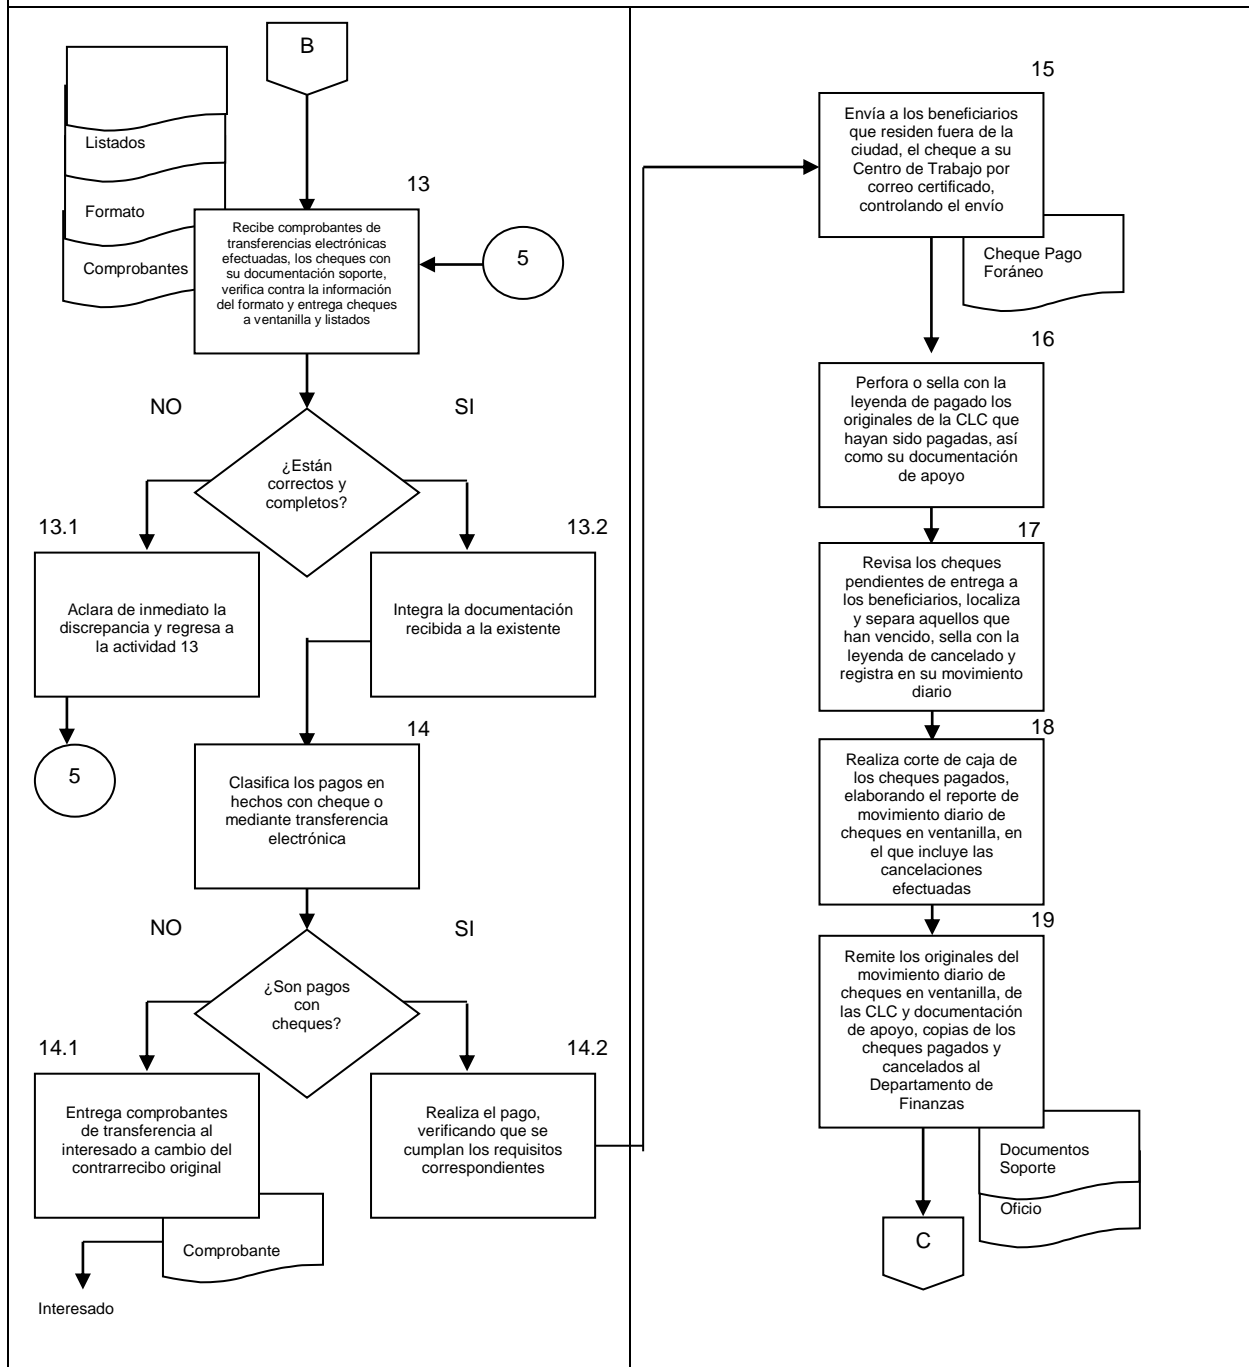 B
Listados
Formato
Comprobantes
13
Recibe comprobantes de
transferencias electrónicas
efectuadas, los cheques con
su documentación soporte,
verifica contra la información
del formato y entrega cheques
a ventanilla y listados
5
NO
SI
¿Están
correctos y
completos?
13.1
Aclara de inmediato la
discrepancia y regresa a
la actividad 13
5
13.2
Integra la documentación
recibida a la existente
14
Clasifica los pagos en
hechos con cheque o
mediante transferencia
electrónica
NO
SI
¿Son pagos
con
cheques?
14.1
Entrega comprobantes
de transferencia al
interesado a cambio del
contrarrecibo original
Comprobante
Interesado
14.2
Realiza el pago,
verificando que se
cumplan los requisitos
correspondientes
15
Envía a los beneficiarios
que residen fuera de la
ciudad, el cheque a su
Centro de Trabajo por
correo certificado,
controlando el envío
Cheque Pago
Foráneo
16
Perfora o sella con la
leyenda de pagado los
originales de la CLC que
hayan sido pagadas, así
como su documentación
de apoyo
17
Revisa los cheques
pendientes de entrega a
los beneficiarios, localiza
y separa aquellos que
han vencido, sella con la
leyenda de cancelado y
registra en su movimiento
diario
18
Realiza corte de caja de
los cheques pagados,
elaborando el reporte de
movimiento diario de
cheques en ventanilla, en
el que incluye las
cancelaciones
efectuadas
19
Remite los originales del
movimiento diario de
cheques en ventanilla, de
las CLC y documentación
de apoyo, copias de los
cheques pagados y
cancelados al
Departamento de
Finanzas
Documentos
Soporte
Oficio
C